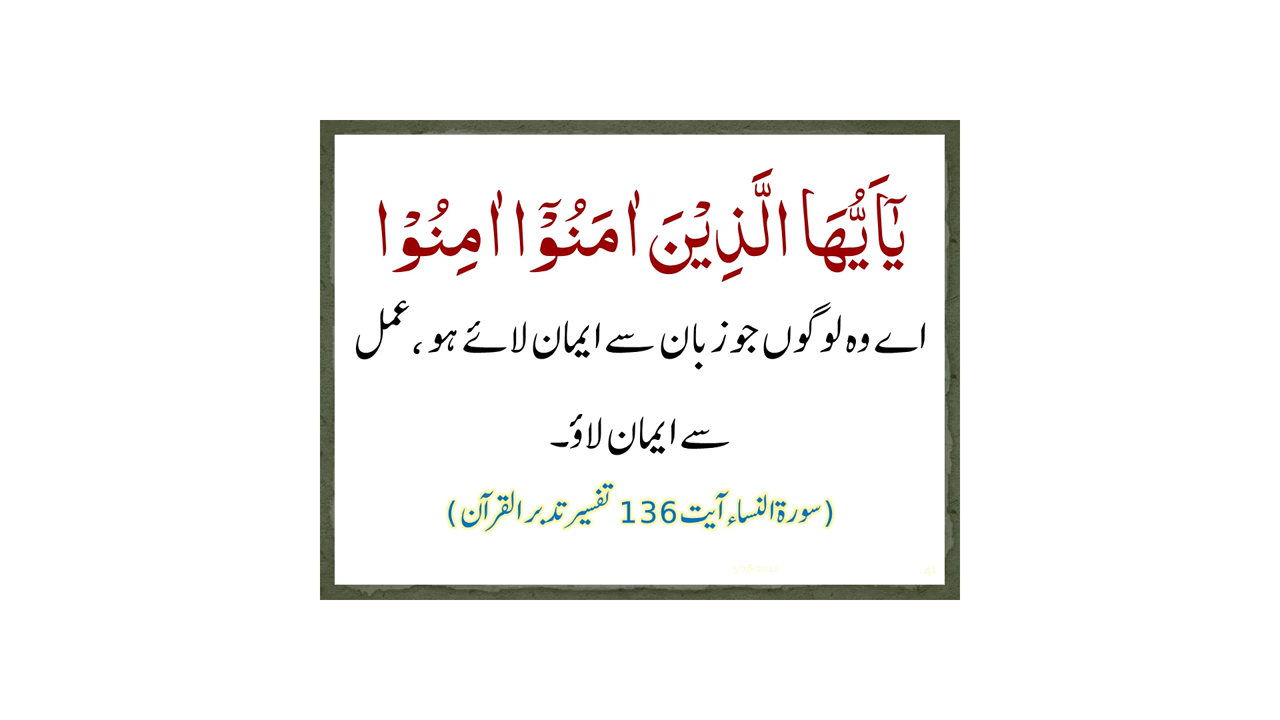 يٰۤاَيُّهَا الَّذِيْنَ اٰمَنُوْۤا اٰمِنُوْا
اے وہ لوگوں جو زبان سے ایمان لائے ہو ، عمل
سے ایمان لاؤ۔
(سورۃ النساء آیت 136 تفسیر تدبر القرآن)
41